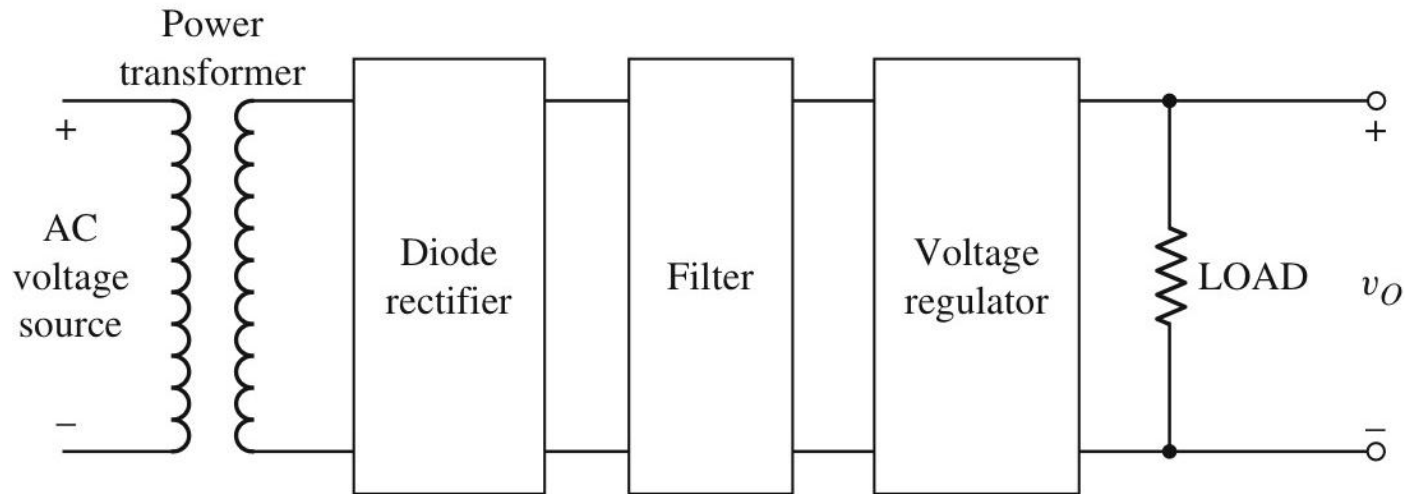 Power
transformer
+
AC
voltage
source
−
Diode
rectifier
Filter
Voltage
regulator
LOAD
+
v_O
−